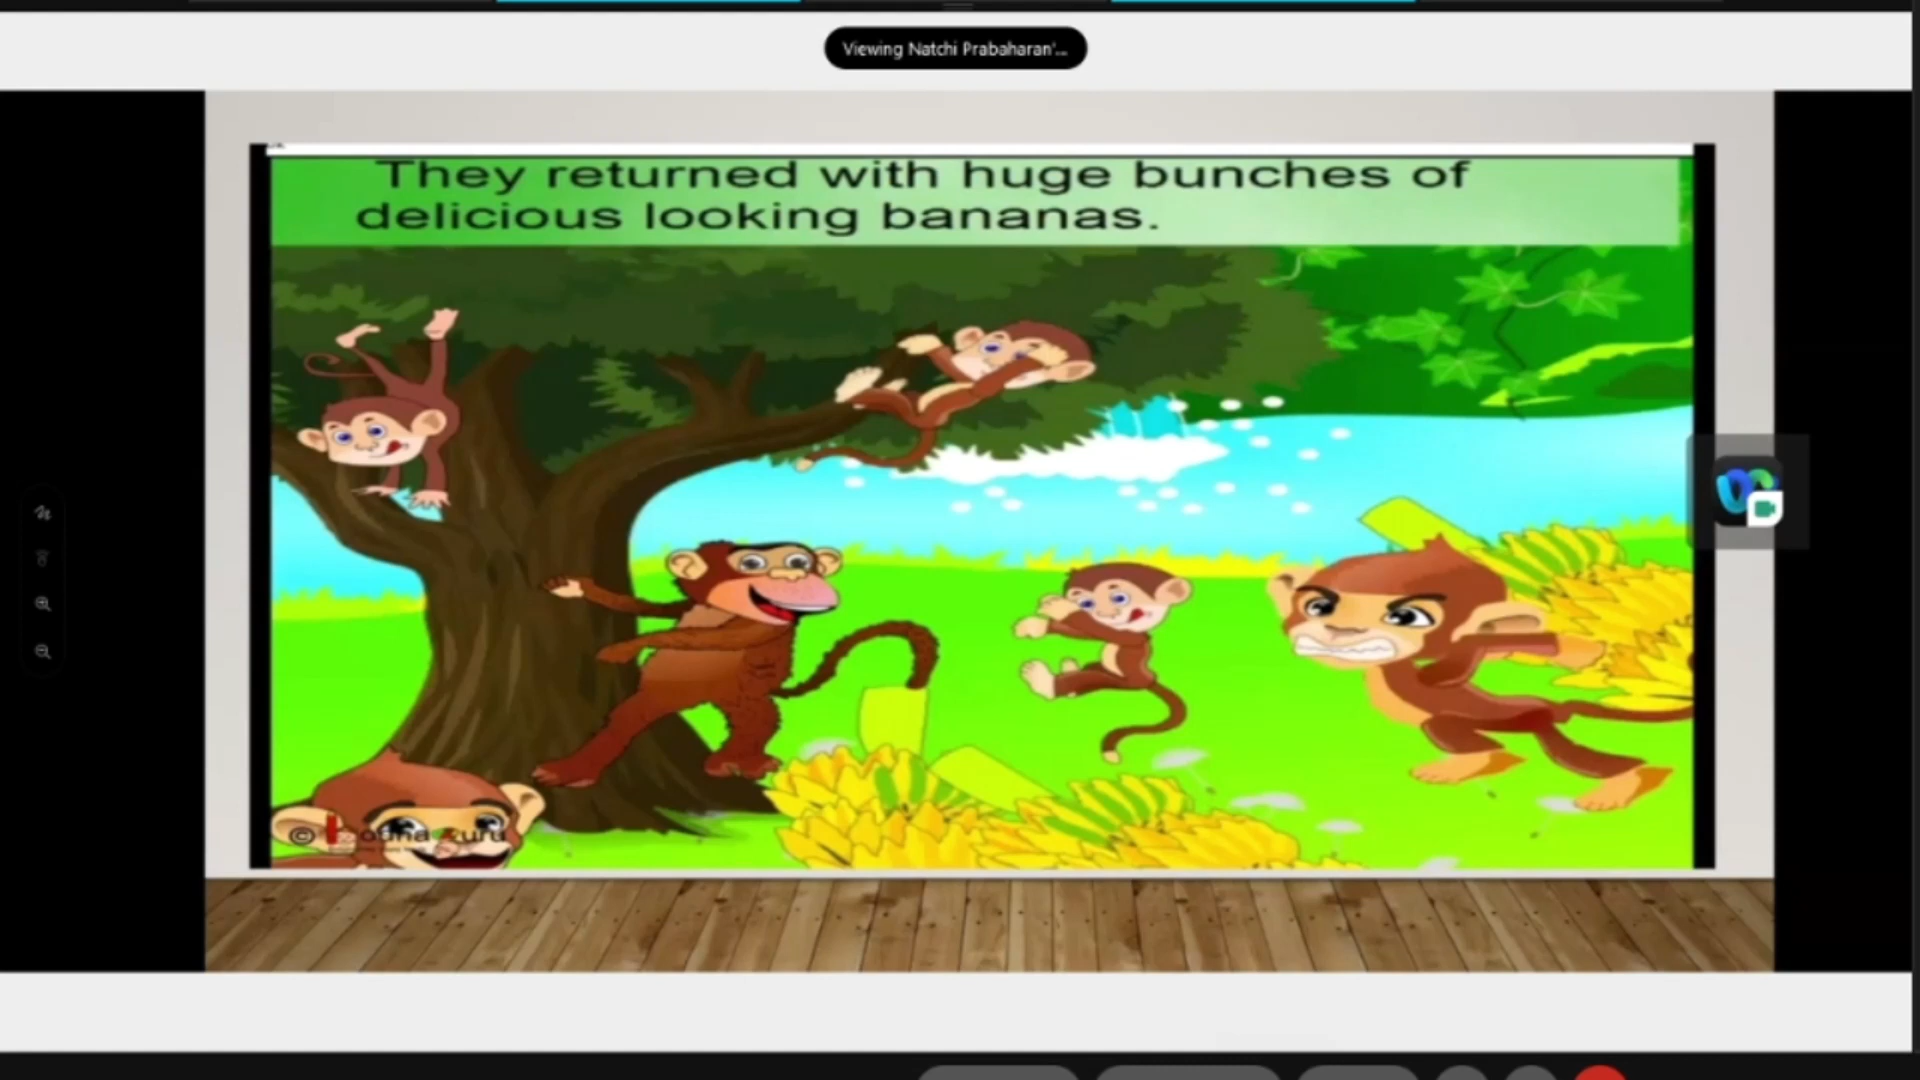 Viewing Natchi Prabaharan'...
They returned with huge bunches of
delicious looking bananas.